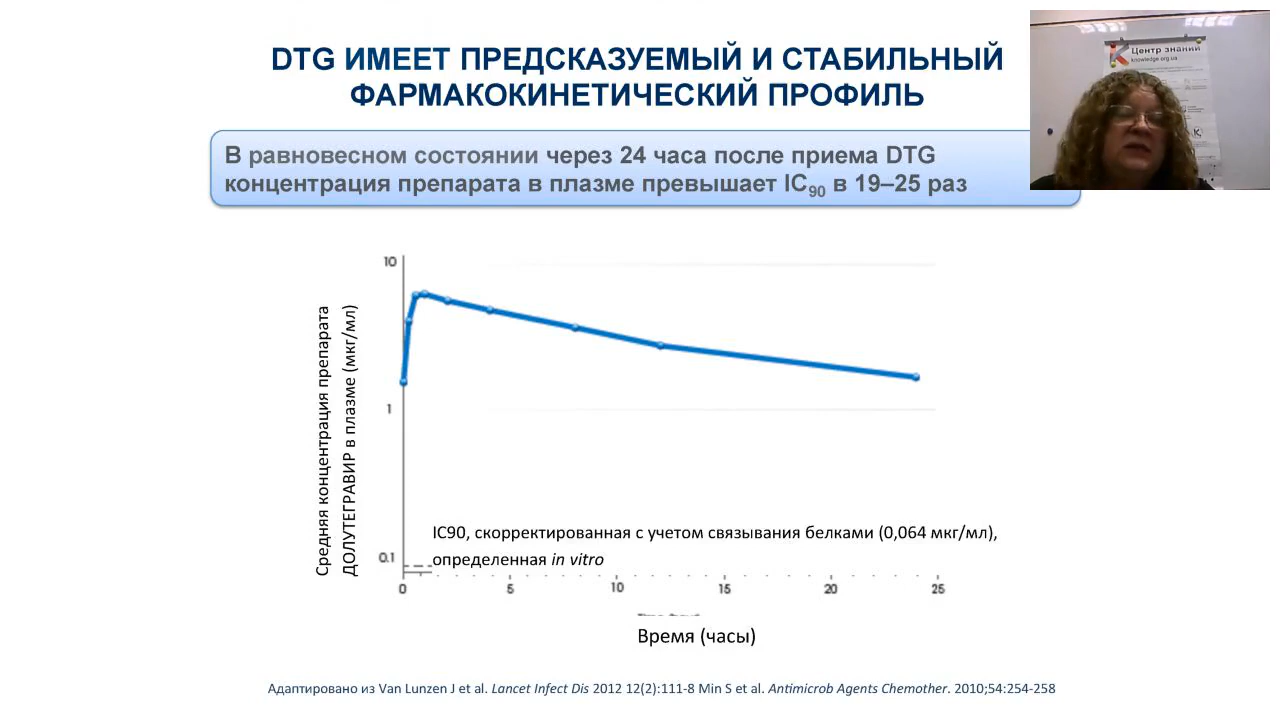 DTG ИМЕЕТ ПРЕДСКАЗУЕМЫЙ И СТАБИЛЬНЫЙ
ФАРМАКОКИНЕТИЧЕСКИЙ ПРОФИЛЬ
Центр знаний
knowledge.org.ua
В равновесном состоянии через 24 часа после приема DTG
концентрация препарата в плазме превышает IC90 в 19–25 раз
Средняя концентрация препарата
ДОЛУТЕГРАВИР в плазме (мкг/мл)
10
1
0.1
IC90, скорректированная с учетом связывания белками (0,064 мкг/мл),
определенная in vitro
0 5 10 15 20 25
Время (часы)
Адаптировано из Van Lunzen J et al. Lancet Infect Dis 2012 12(2):111-8 Min S et al. Antimicrob Agents Chemother. 2010;54:254-258